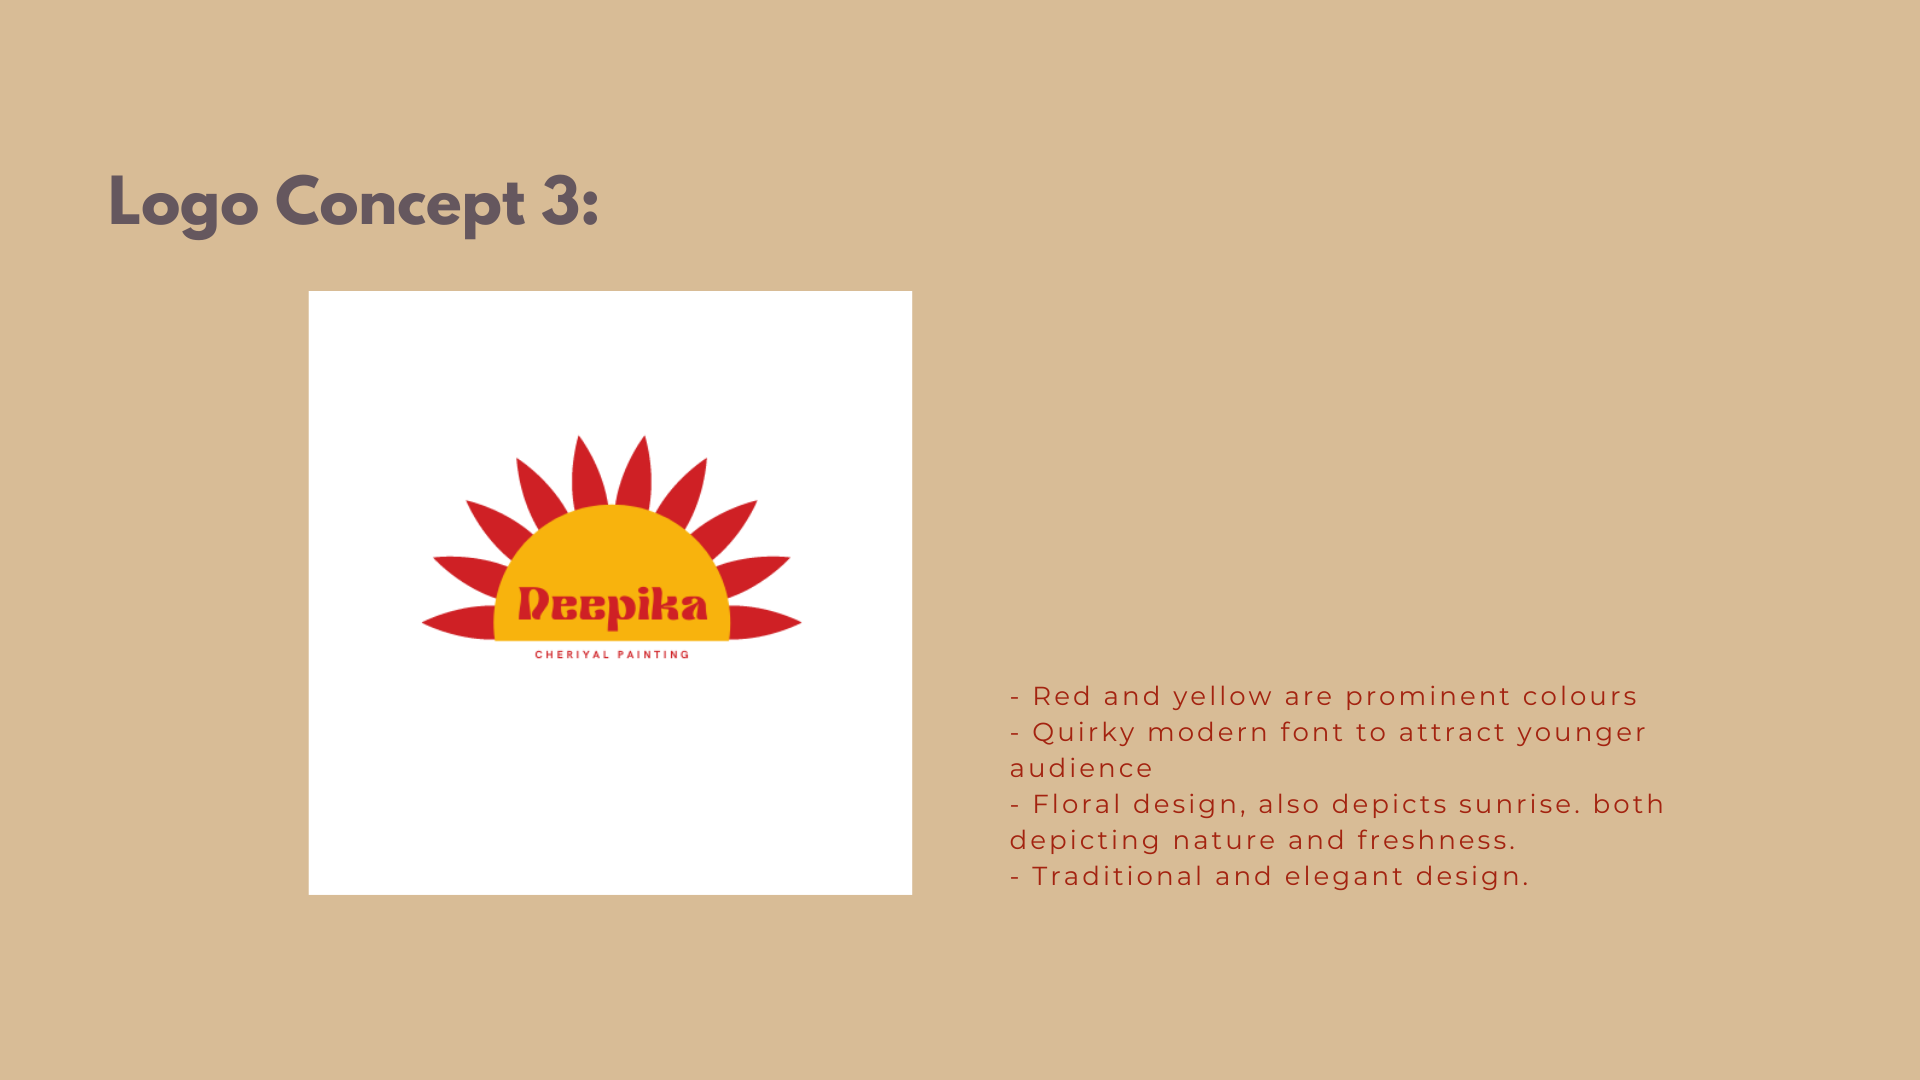 Logo Concept 3:
Deepika
CHERIYAL PAINTING
- Red and yellow are prominent colours
- Quirky modern font to attract younger
audience
- Floral design, also depicts sunrise. both
depicting nature and freshness.
- Traditional and elegant design.